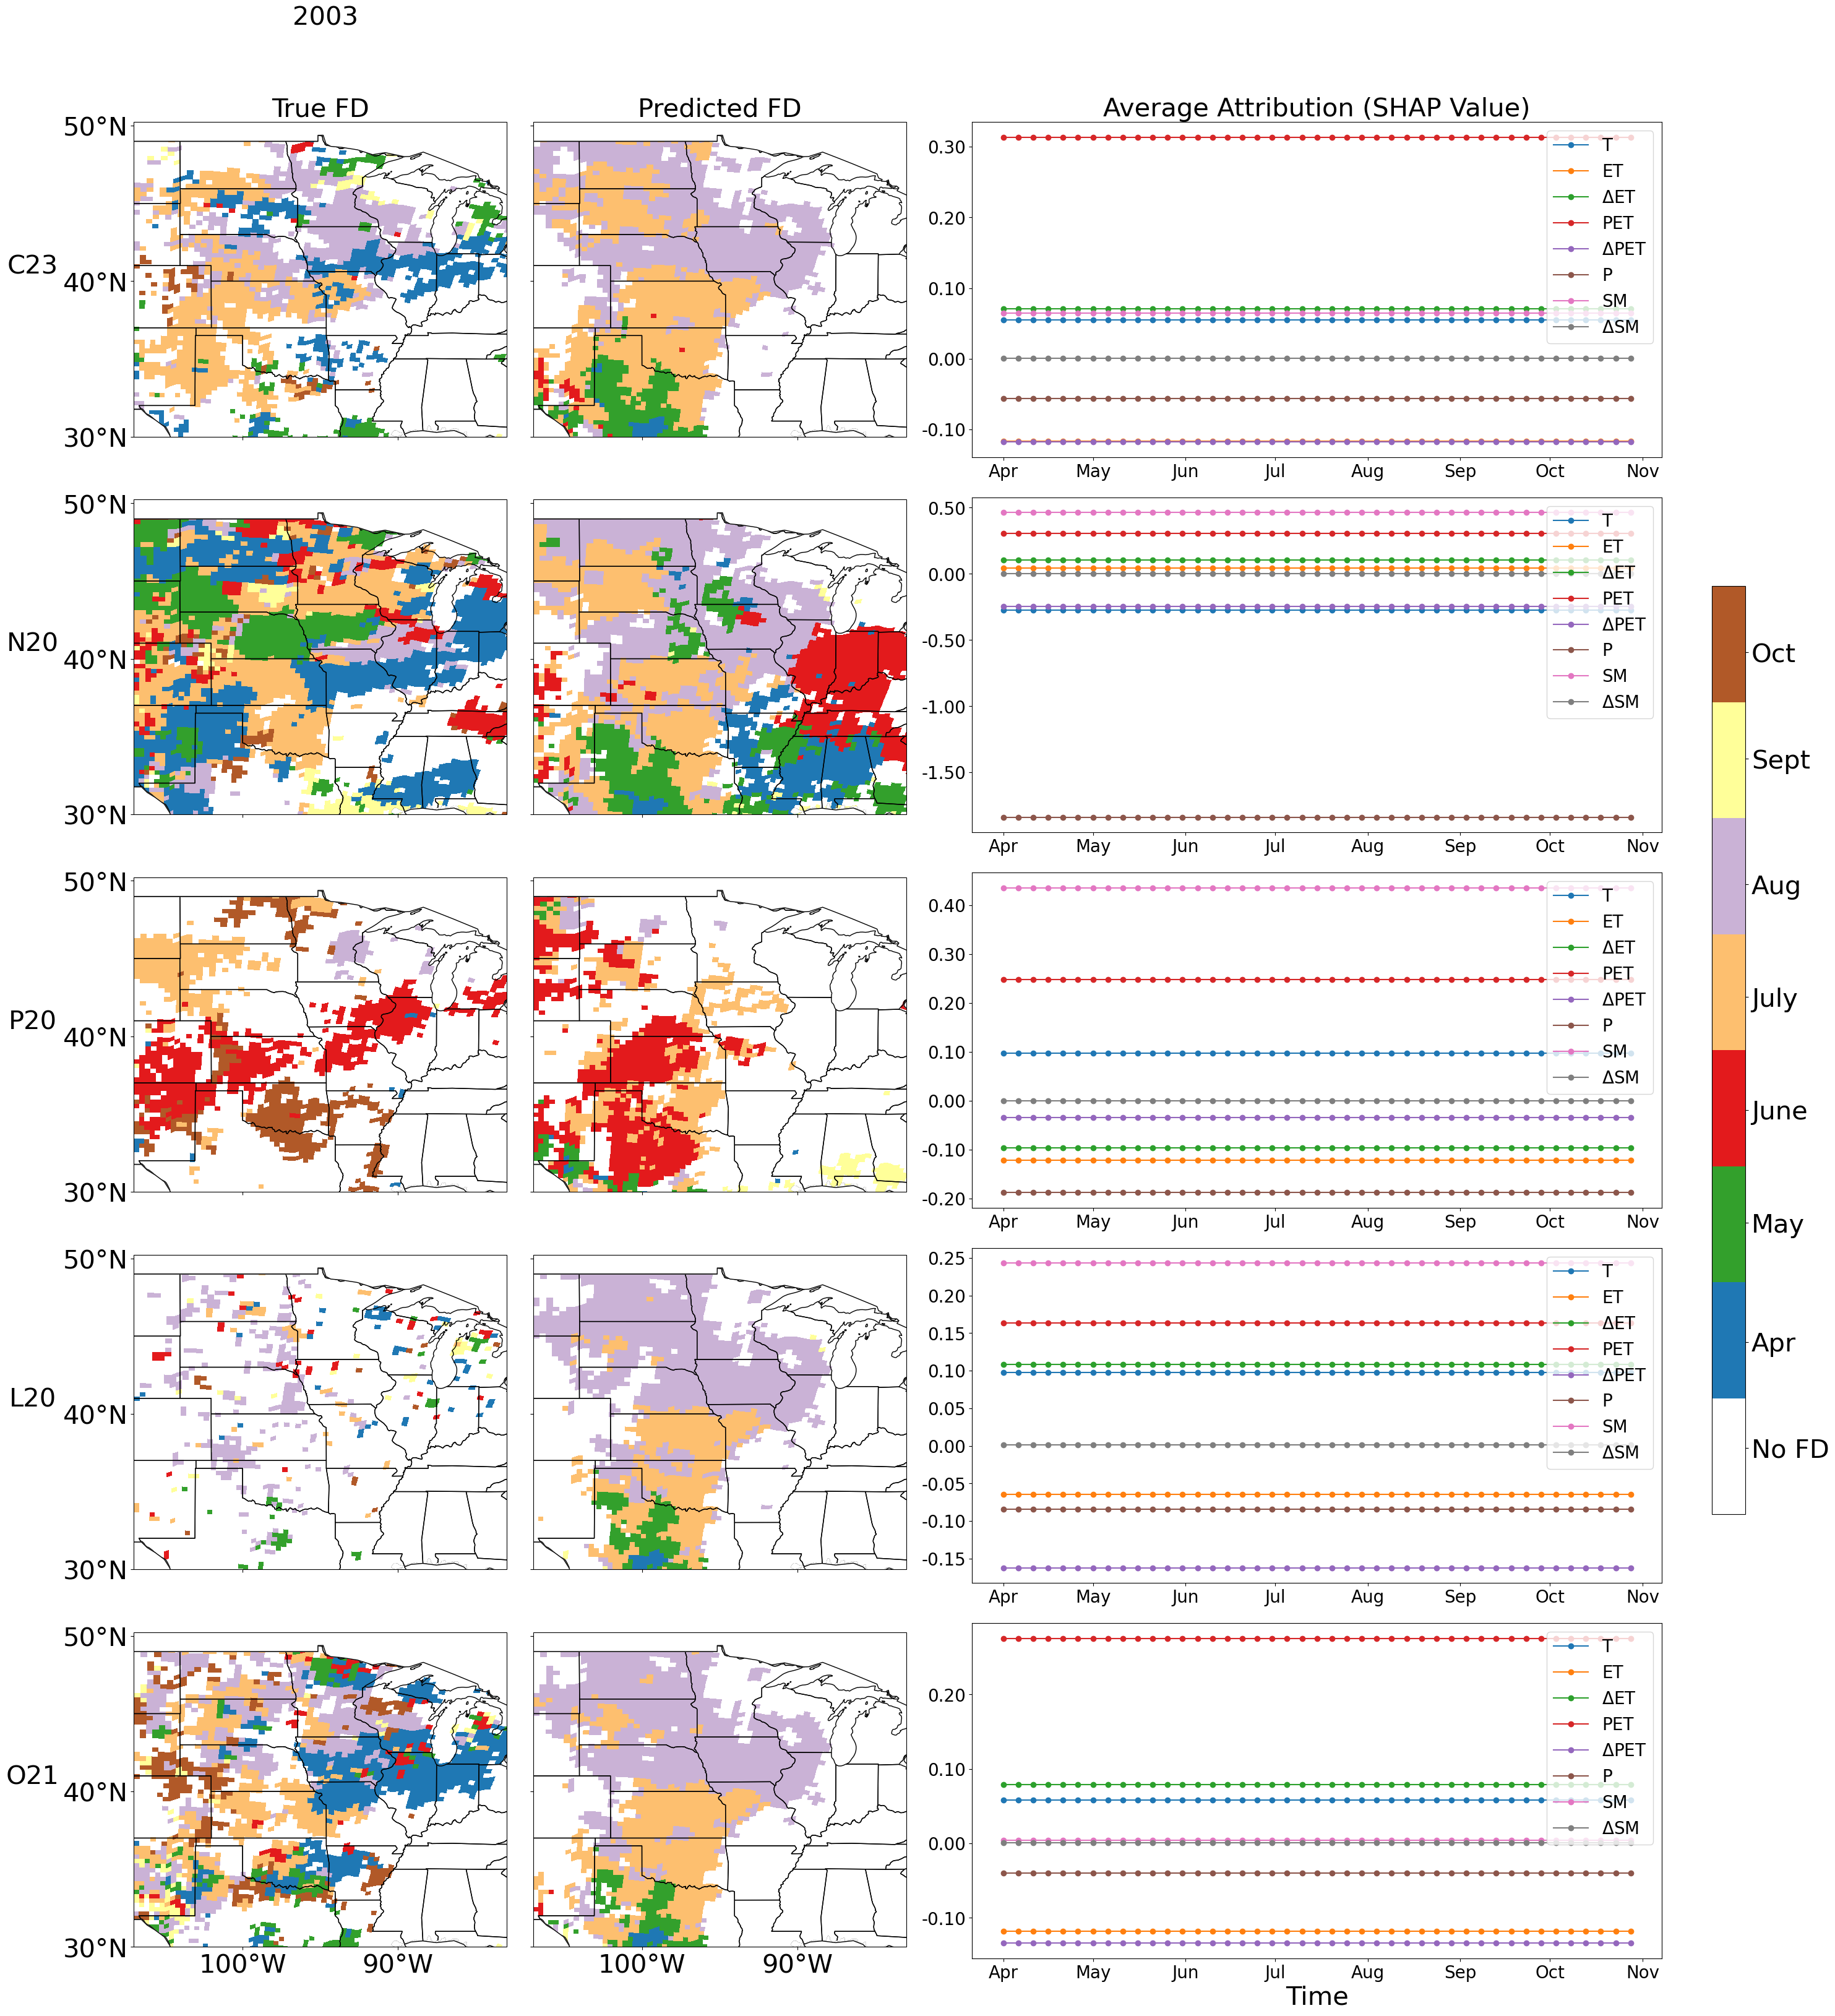 2003
True FD
Predicted FD
Average Attribution (SHAP Value)
C23
50°N
40°N
30°N
0.30
0.20
0.10
0.00
-0.10
T
ET
ΔET
PET
ΔPET
P
SM
ΔSM
Apr
May
Jun
Jul
Aug
Sep
Oct
Nov
N20
50°N
40°N
30°N
0.50
0.00
-0.50
-1.00
-1.50
T
ET
ΔET
PET
ΔPET
P
SM
ΔSM
Apr
May
Jun
Jul
Aug
Sep
Oct
Nov
P20
50°N
40°N
30°N
0.40
0.30
0.20
0.10
0.00
-0.10
-0.20
T
ET
ΔET
PET
ΔPET
P
SM
ΔSM
Apr
May
Jun
Jul
Aug
Sep
Oct
Nov
L20
50°N
40°N
30°N
0.25
0.20
0.15
0.10
0.05
0.00
-0.05
-0.10
-0.15
T
ET
ΔET
PET
ΔPET
P
SM
ΔSM
Apr
May
Jun
Jul
Aug
Sep
Oct
Nov
O21
50°N
40°N
30°N
100°W
90°W
100°W
90°W
0.20
0.10
0.00
-0.10
T
ET
ΔET
PET
ΔPET
P
SM
ΔSM
Apr
May
Jun
Jul
Aug
Sep
Oct
Nov
Time
Oct
Sept
Aug
July
June
May
Apr
No FD